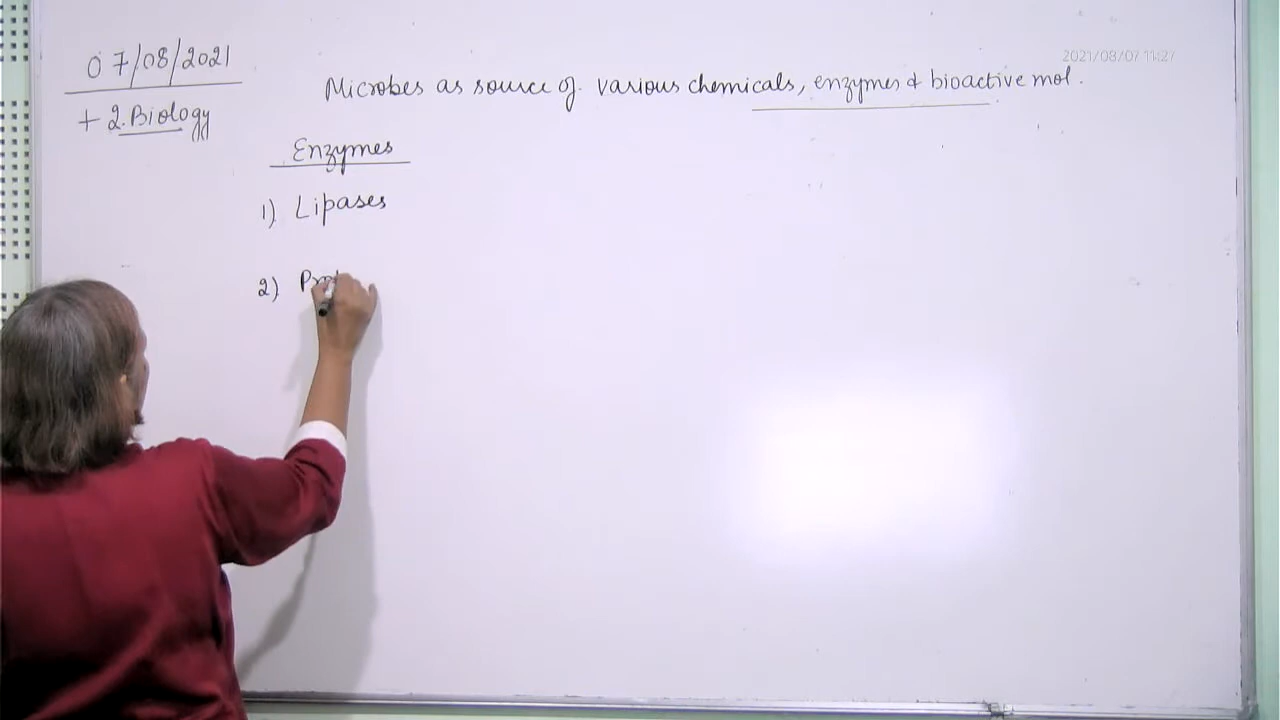 07/08/2021
2021/08/07 11:27
Microbes as source of various chemicals, enzymes & bioactive mol.
+ 2. Biology
Enzymes
1) Lipases
2)